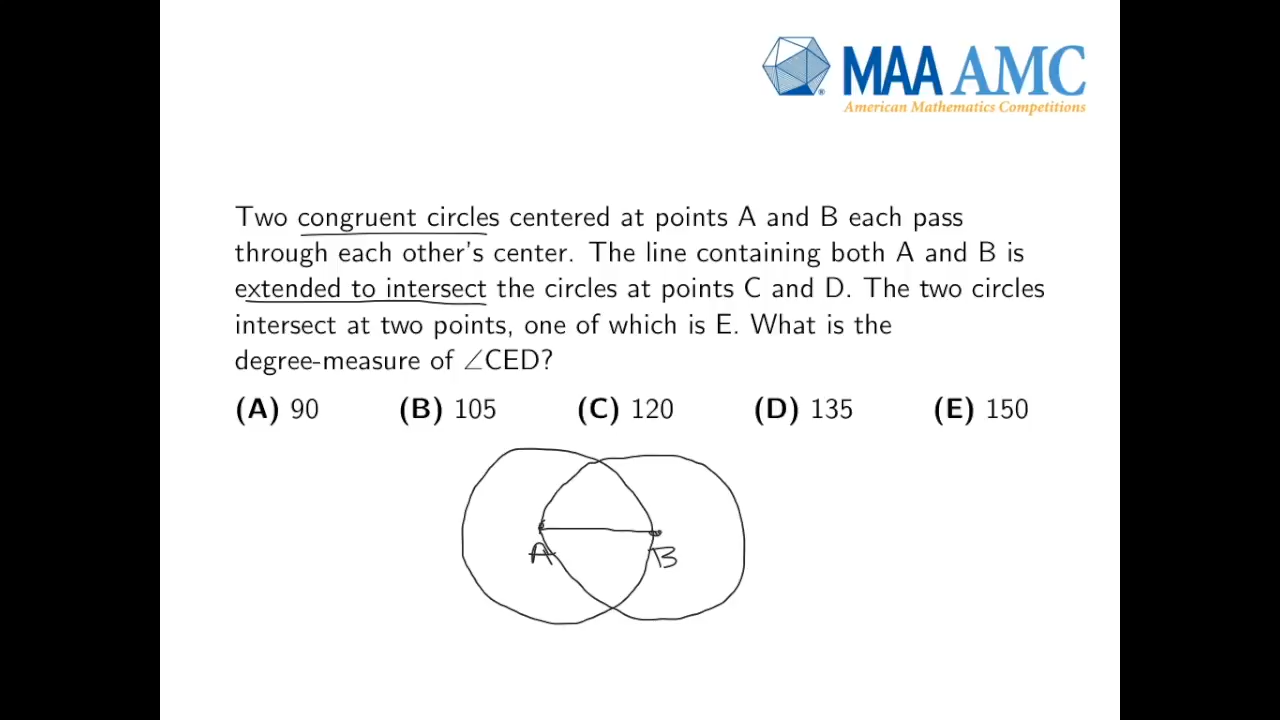 MAA AMC
American Mathematics Competitions
Two congruent circles centered at points A and B each pass
through each other's center. The line containing both A and B is
extended to intersect the circles at points C and D. The two circles
intersect at two points, one of which is E. What is the
degree-measure of ∠CED?
(A) 90 (B) 105 (C) 120 (D) 135 (E) 150
A B